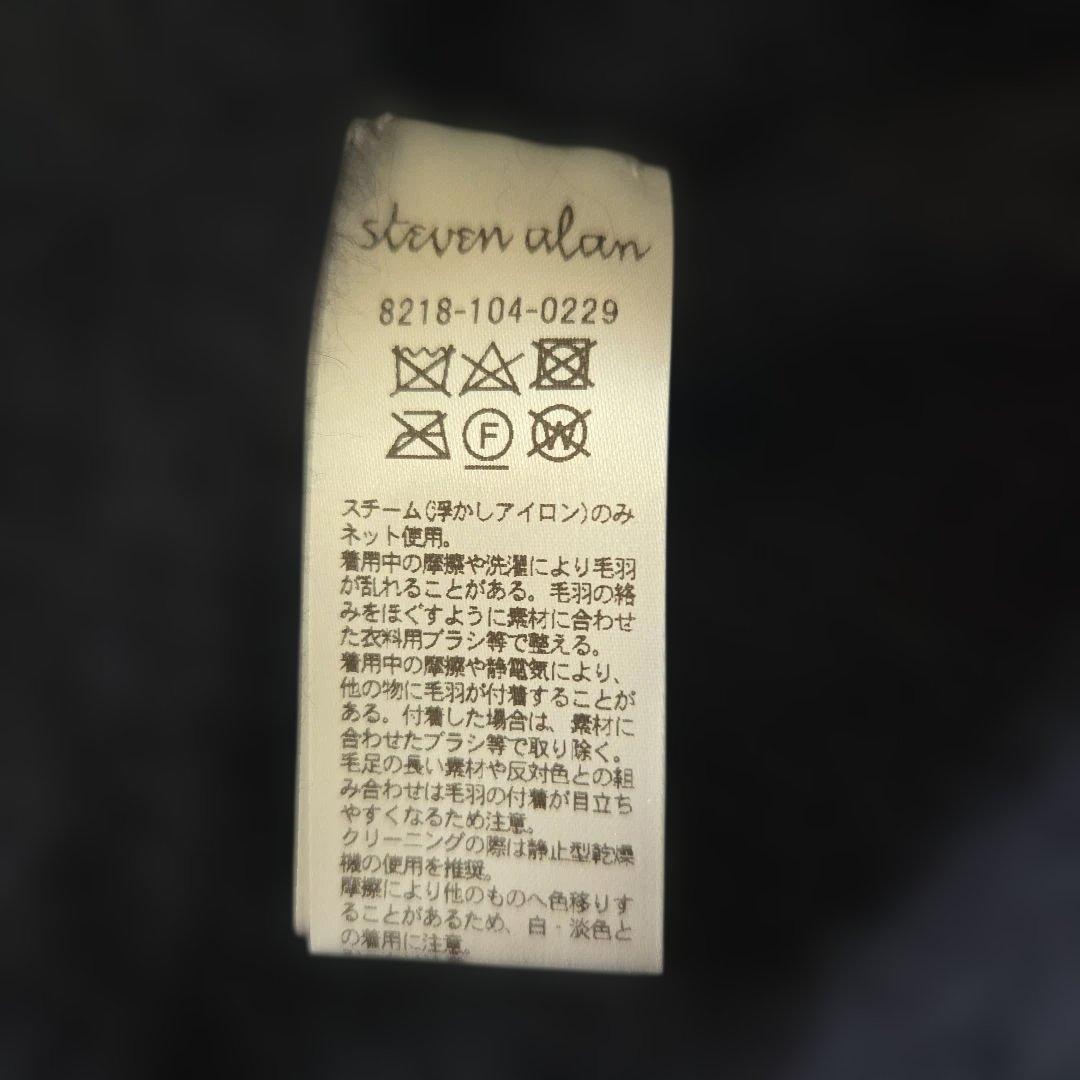 steven alan
8218-104-0229
F
W
スチーム(浮かしアイロン)のみ
ネット使用。
着用中の摩擦や洗濯により毛羽
が乱れることがある。毛羽の絡
みをほぐすように素材に合わせ
た衣料用ブラシ等で整える。
着用中の摩擦や静電気により、
他の物に毛羽が付着することが
ある。付着した場合は、素材に
合わせたブラシ等で取り除く。
毛足の長い素材や反対色との組
み合わせは毛羽の付着が目立ち
やすくなるため注意。
クリーニングの際は静止型乾燥
機の使用を推奨。
摩擦により他のものへ色移りす
ることがあるため、白・淡色と
の着用に注意。